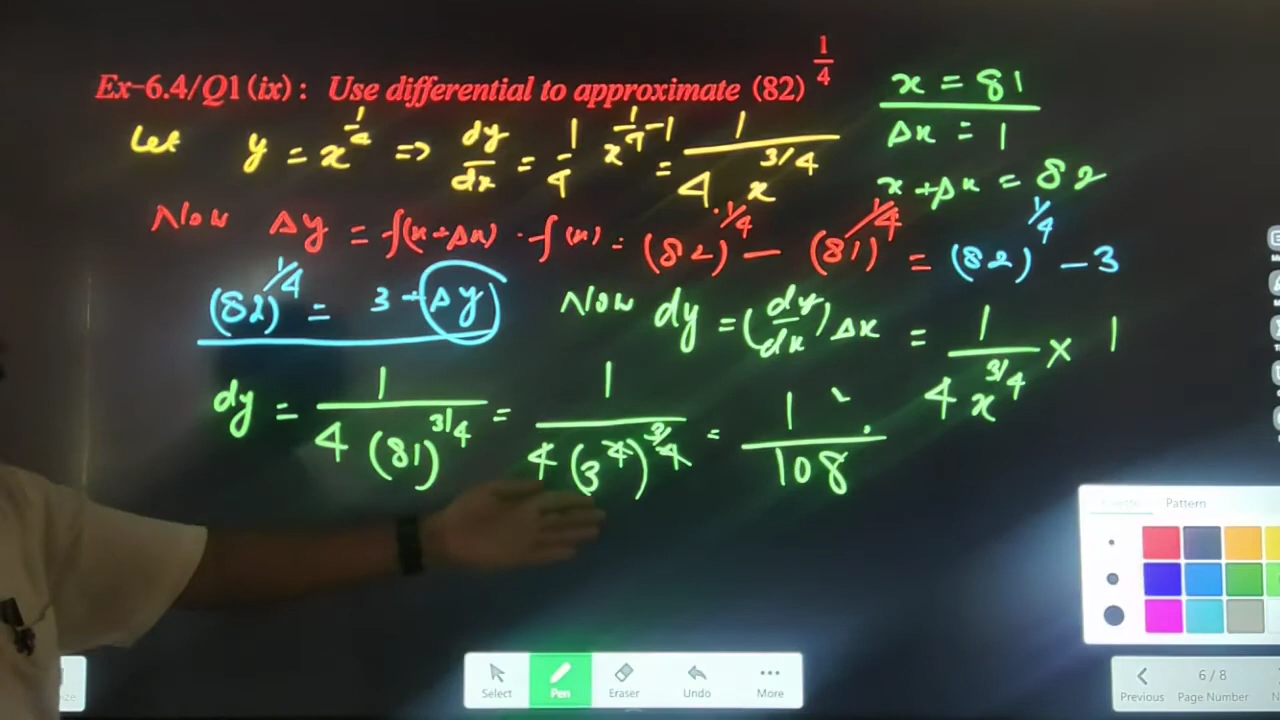 Ex-6.4/Q1(ix) : Use differential to approximate (82)^{1/4}
x = 81
Δx = 1
x + Δx = 82
Let y = x^{1/4} => dy/dx = 1/4 x^{1/4 - 1} = 1/(4 x^{3/4})
Now Δy = f(x+Δx) - f(x) = (82)^{1/4} - (81)^{1/4} = (82)^{1/4} - 3
(82)^{1/4} = 3 + Δy
Now dy = (dy/dx) Δx = 1/(4 x^{3/4}) × 1
dy = 1/(4 (81)^{3/4}) = 1/(4 (3^4)^{3/4}) = 1/108
Pattern
Select Pen Eraser Undo More
6 / 8
Previous Page Number